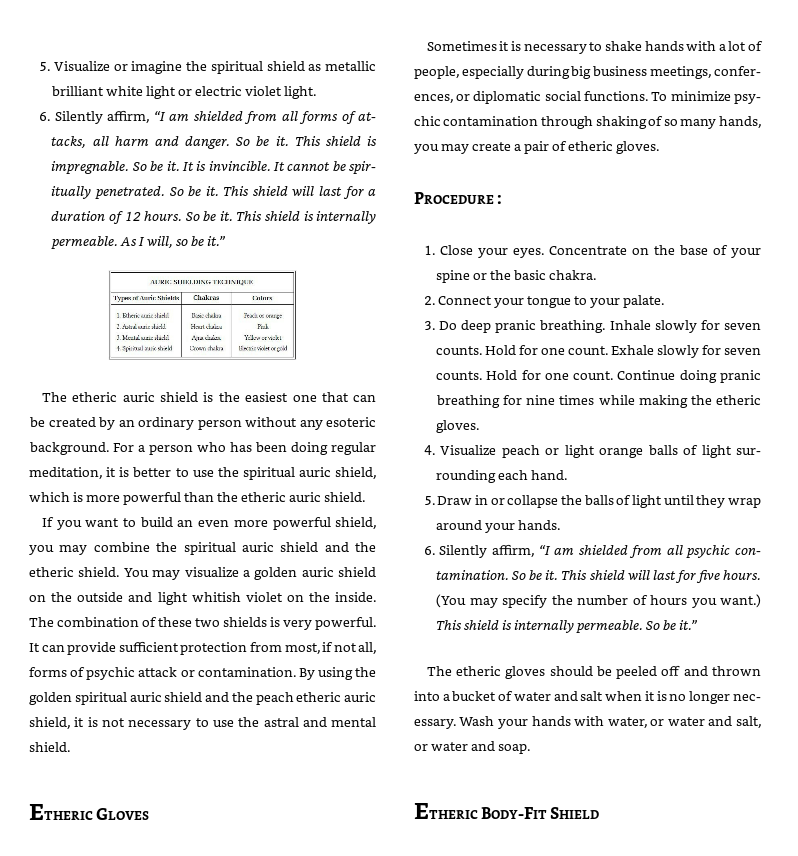 5. Visualize or imagine the spiritual shield as metallic
brilliant white light or electric violet light.
6. Silently affirm, “I am shielded from all forms of at-
tacks, all harm and danger. So be it. This shield is
impregnable. So be it. It is invincible. It cannot be spir-
itually penetrated. So be it. This shield will last for a
duration of 12 hours. So be it. This shield is internally
permeable. As I will, so be it.”
AURIC SHIELDING TECHNIQUE
Types of Auric Shields Chakras Colors
1. Etheric auric shield Basic chakra Peach or orange
2. Astral auric shield Heart chakra Pink
3. Mental auric shield Ajna chakra Yellow or violet
4. Spiritual auric shield Crown chakra Electric violet or gold
The etheric auric shield is the easiest one that can
be created by an ordinary person without any esoteric
background. For a person who has been doing regular
meditation, it is better to use the spiritual auric shield,
which is more powerful than the etheric auric shield.
If you want to build an even more powerful shield,
you may combine the spiritual auric shield and the
etheric shield. You may visualize a golden auric shield
on the outside and light whitish violet on the inside.
The combination of these two shields is very powerful.
It can provide sufficient protection from most, if not all,
forms of psychic attack or contamination. By using the
golden spiritual auric shield and the peach etheric auric
shield, it is not necessary to use the astral and mental
shield.
Etheric Gloves
Sometimes it is necessary to shake hands with a lot of
people, especially during big business meetings, confer-
ences, or diplomatic social functions. To minimize psy-
chic contamination through shaking of so many hands,
you may create a pair of etheric gloves.
Procedure :
1. Close your eyes. Concentrate on the base of your
spine or the basic chakra.
2. Connect your tongue to your palate.
3. Do deep pranic breathing. Inhale slowly for seven
counts. Hold for one count. Exhale slowly for seven
counts. Hold for one count. Continue doing pranic
breathing for nine times while making the etheric
gloves.
4. Visualize peach or light orange balls of light sur-
rounding each hand.
5. Draw in or collapse the balls of light until they wrap
around your hands.
6. Silently affirm, “I am shielded from all psychic con-
tamination. So be it. This shield will last for five hours.
(You may specify the number of hours you want.)
This shield is internally permeable. So be it.”
The etheric gloves should be peeled off and thrown
into a bucket of water and salt when it is no longer nec-
essary. Wash your hands with water, or water and salt,
or water and soap.
Etheric Body-Fit Shield